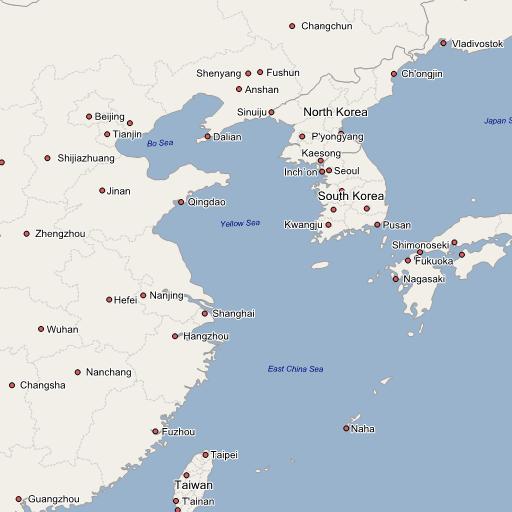 Changchun
Vladivostok
Shenyang
Fushun
Ch'ongjin
Anshan
Sinuiju
North Korea
Beijing
Japan S
Tianjin
Dalian
P'yongyang
Bo Sea
Kaesong
Shijiazhuang
Inch'on
Seoul
Jinan
South Korea
Qingdao
Yellow Sea
Kwangju
Pusan
Zhengzhou
Shimonoseki
Fukuoka
Nagasaki
Hefei
Nanjing
Shanghai
Wuhan
Hangzhou
East China Sea
Nanchang
Changsha
Fuzhou
Naha
Taipei
Taiwan
Guangzhou
T'ainan